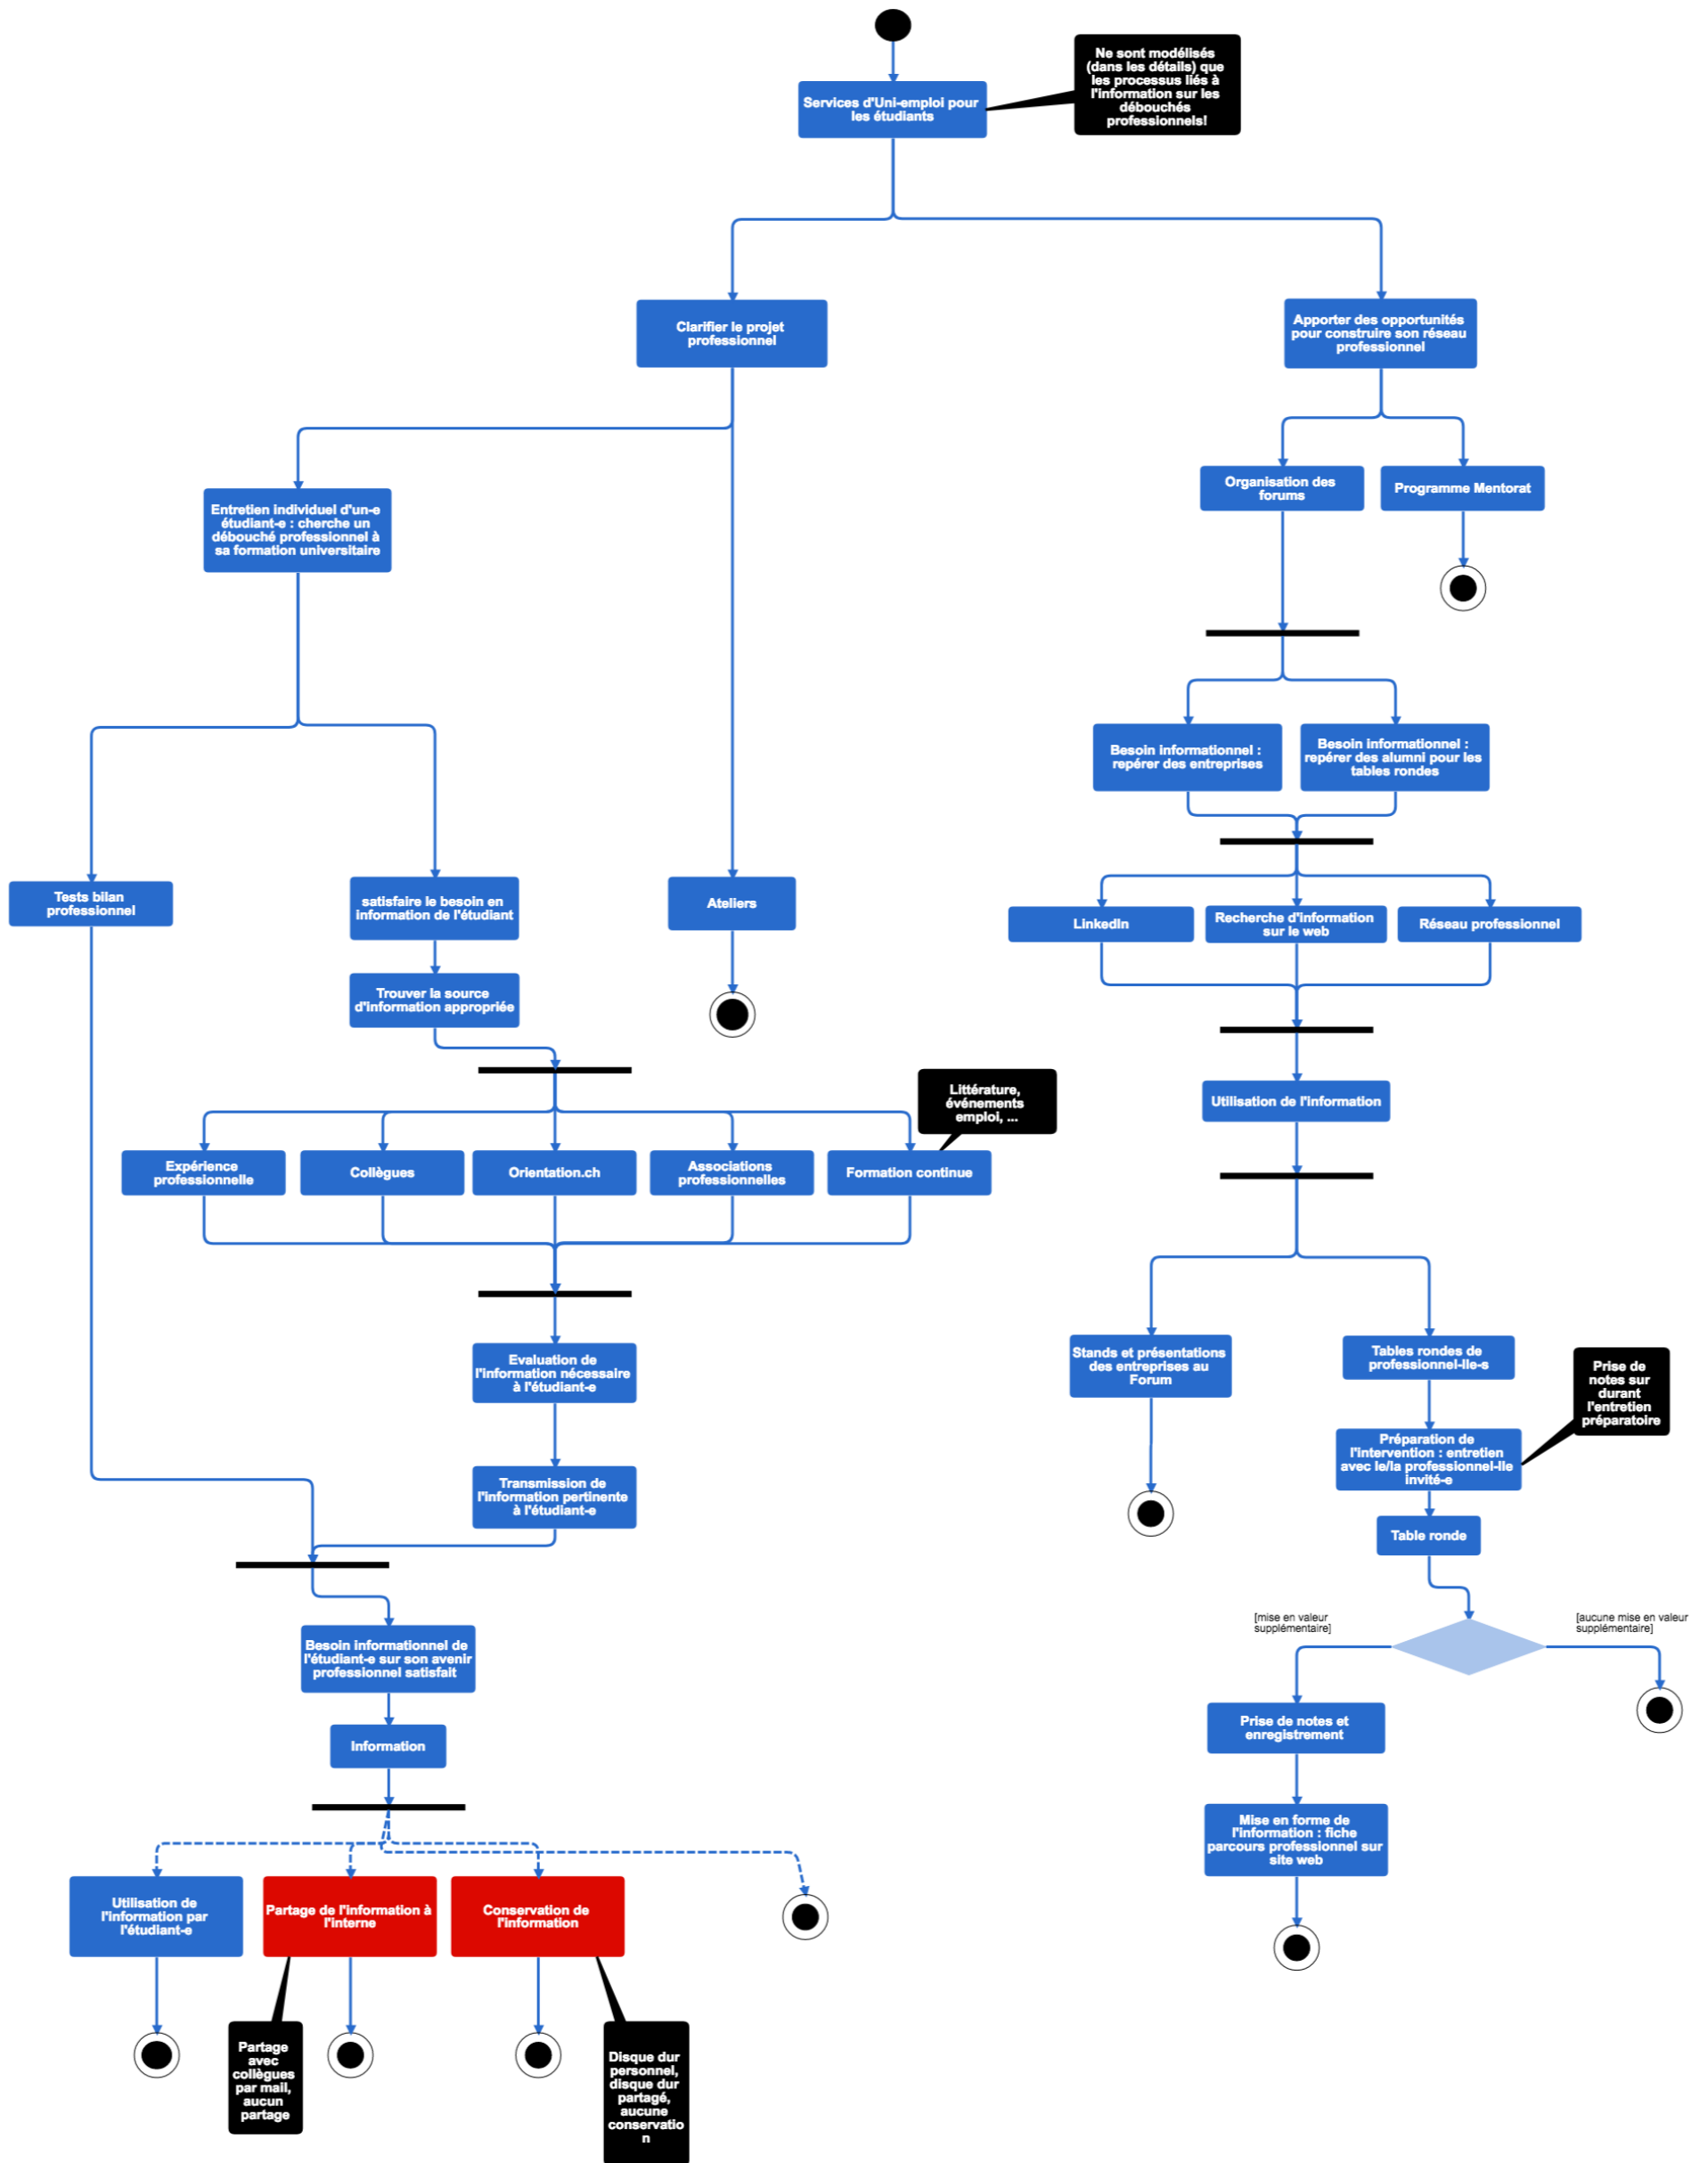 Ne sont modélisés
(dans les détails) que
les processus liés à
l'information sur les
débouchés
professionnels!
Services d'Uni-emploi pour
les étudiants
Clarifier le projet
professionnel
Apporter des opportunités
pour construire son réseau
professionnel
Organisation des
forums
Programme Mentorat
Entretien individuel d'un-e
étudiant-e : cherche un
débouché professionnel à
sa formation universitaire
Besoin informationnel :
repérer des entreprises
Besoin informationnel :
repérer des alumni pour les
tables rondes
Tests bilan
professionnel
satisfaire le besoin en
information de l'étudiant
Ateliers
LinkedIn
Recherche d'information
sur le web
Réseau professionnel
Trouver la source
d'information appropriée
Littérature,
événements
emploi, ...
Utilisation de l'information
Expérience
professionnelle
Collègues
Orientation.ch
Associations
professionnelles
Formation continue
Evaluation de
l'information nécessaire
à l'étudiant-e
Stands et présentations
des entreprises au
Forum
Tables rondes de
professionnel-lle-s
Prise de
notes sur
durant
l'entretien
préparatoire
Préparation de
l'intervention : entretien
avec le/la professionnel-lle
invité-e
Transmission de
l'information pertinente
à l'étudiant-e
Table ronde
[mise en valeur
supplémentaire]
[aucune mise en valeur
supplémentaire]
Besoin informationnel de
l'étudiant-e sur son avenir
professionnel satisfait
Prise de notes et
enregistrement
Information
Mise en forme de
l'information : fiche
parcours professionnel sur
site web
Utilisation de
l'information par
l'étudiant-e
Partage de l'information à
l'interne
Conservation de
l'information
Partage
avec
collègues
par mail,
aucun
partage
Disque dur
personnel,
disque dur
partagé,
aucune
conservatio
n